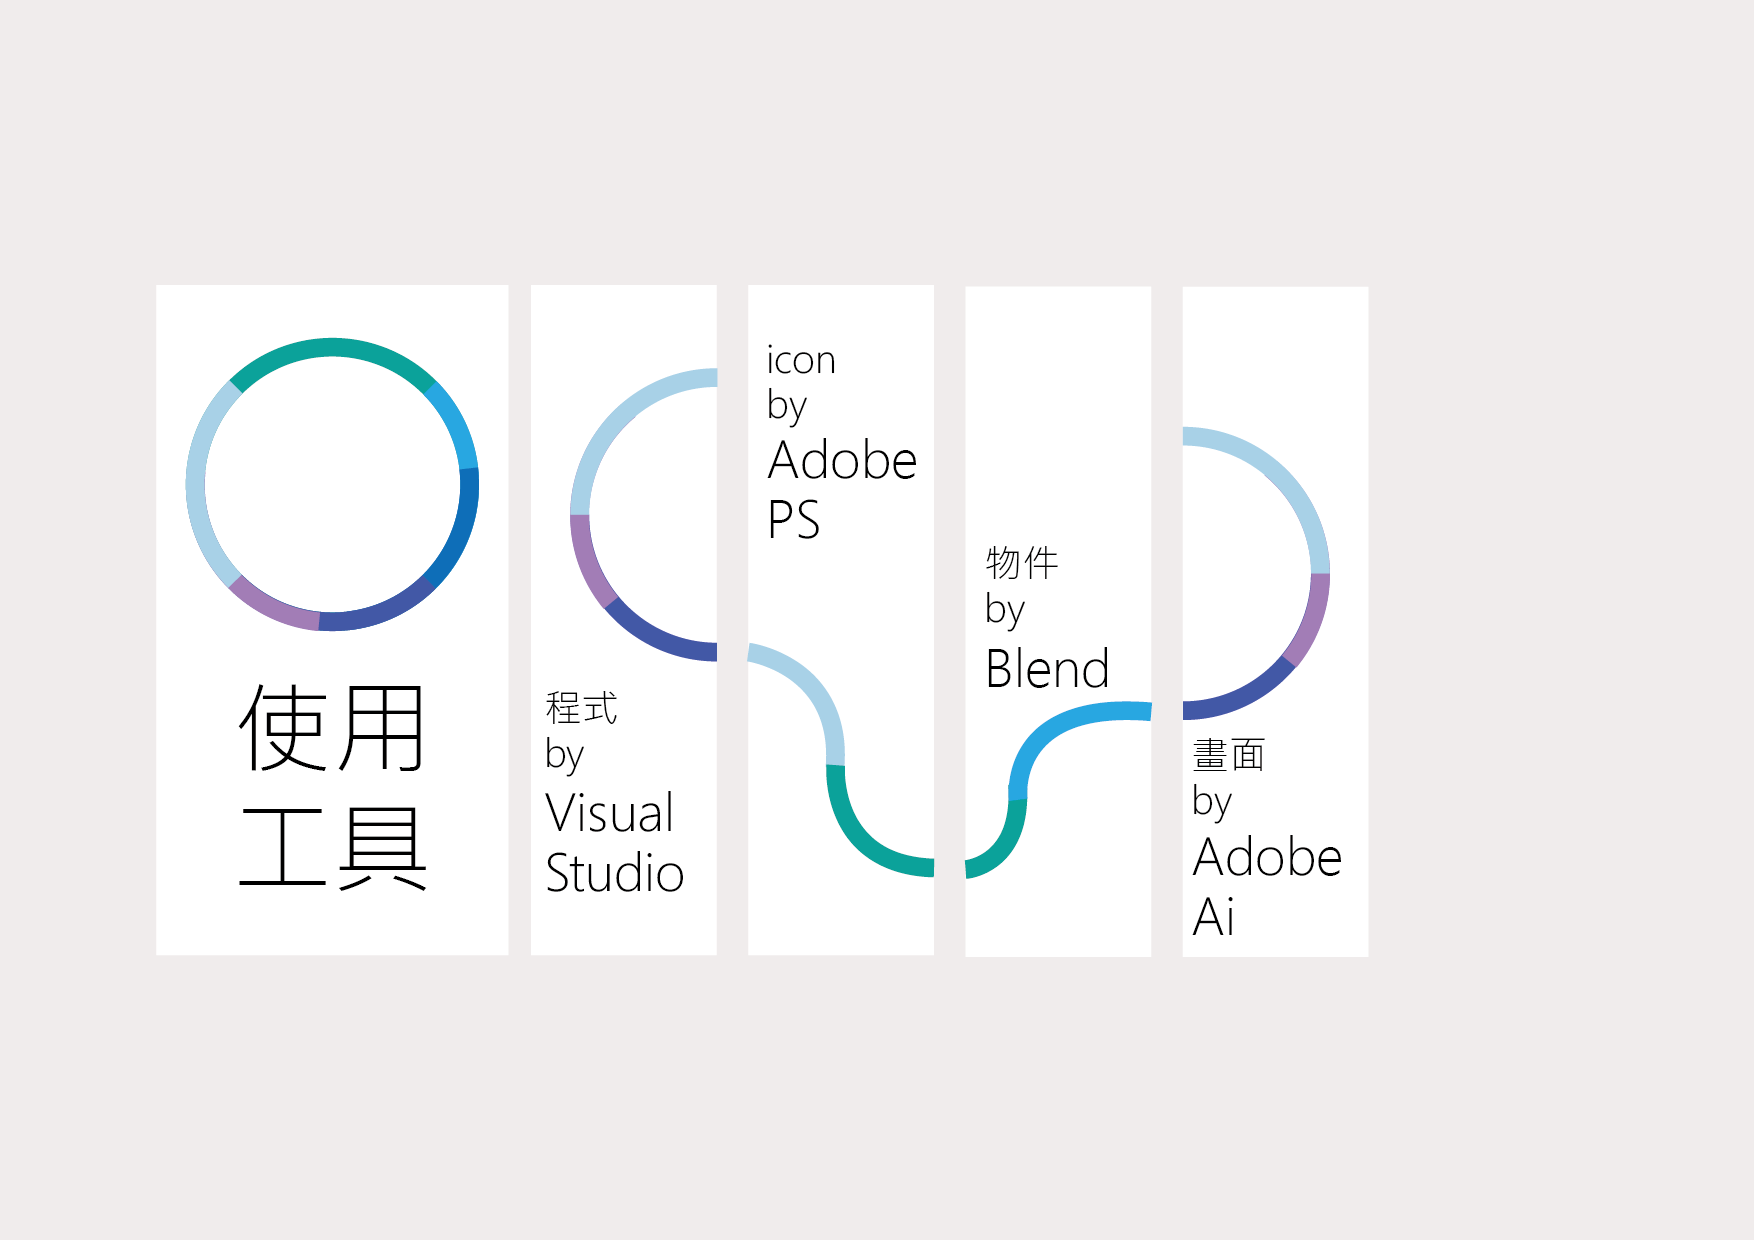 使用
工具
程式
by
Visual
Studio
icon
by
Adobe
PS
物件
by
Blend
畫面
by
Adobe
Ai